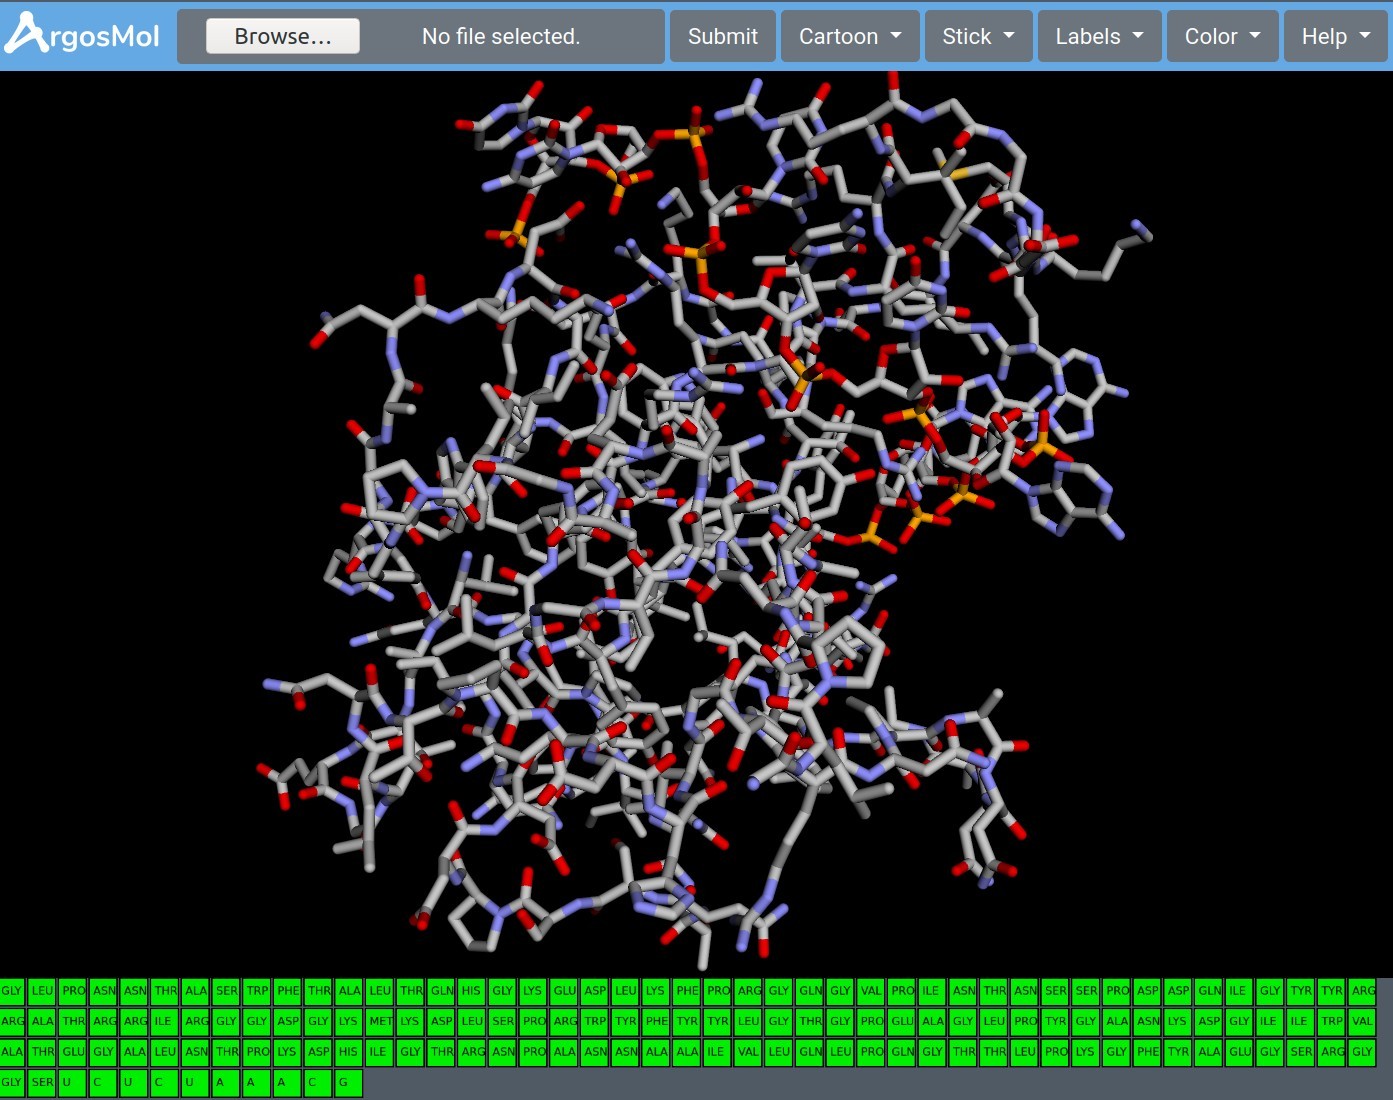 ArgosMol Browse... No file selected. Submit Cartoon Stick Labels Color Help
GLY LEU PRO ASN ASN THR ALA SER TRP PHE THR ALA LEU THR GLN HIS GLY LYS GLU ASP LEU LYS PHE PRO ARG GLY GLN GLY VAL PRO ILE ASN THR ASN SER SER PRO ASP ASP GLN ILE GLY TYR TYR ARG
ARG ALA THR ARG ARG ILE ARG GLY GLY ASP GLY LYS MET LYS ASP LEU SER PRO ARG TRP TYR PHE TYR TYR LEU GLY THR GLY PRO GLU ALA GLY LEU PRO TYR GLY ALA ASN LYS ASP GLY ILE ILE TRP VAL
ALA THR GLU GLY ALA LEU ASN THR PRO LYS ASP HIS ILE GLY THR ARG ASN PRO ALA ASN ASN ALA ALA ILE VAL LEU GLN LEU PRO GLN GLY THR THR LEU PRO LYS GLY PHE TYR ALA GLU GLY SER ARG GLY
GLY SER U C U C U A A A C G